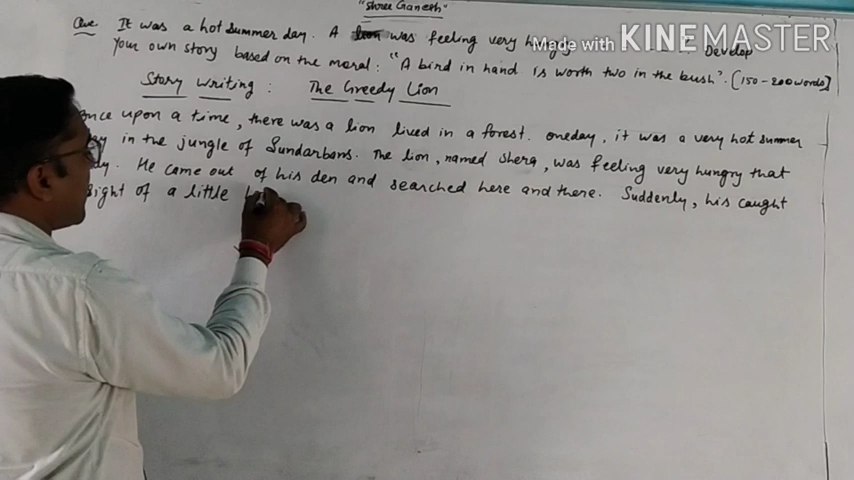 "Shree Ganesh"
Que It was a hot summer day. A lion was feeling very
Made with KINEMASTER
Develop
Your own story based on the moral: "A bird in hand is worth two in the bush". [150-200 words]
Story Writing: The Greedy Lion
Once upon a time, there was a lion lived in a forest. oneday, it was a very hot summer
in the jungle of Sundarbans. The lion, named Shera, was feeling very hungry that
He came out of his den and searched here and there. Suddenly, his caught
sight of a little